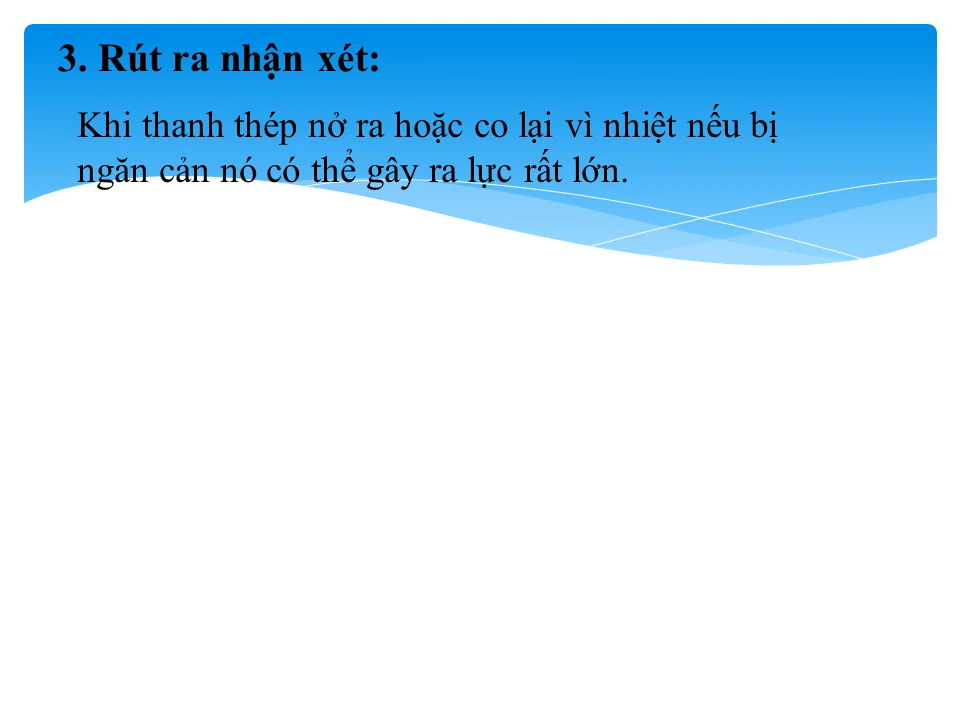 3. Rút ra nhận xét:
Khi thanh thép nở ra hoặc co lại vì nhiệt nếu bị
ngăn cản nó có thể gây ra lực rất lớn.